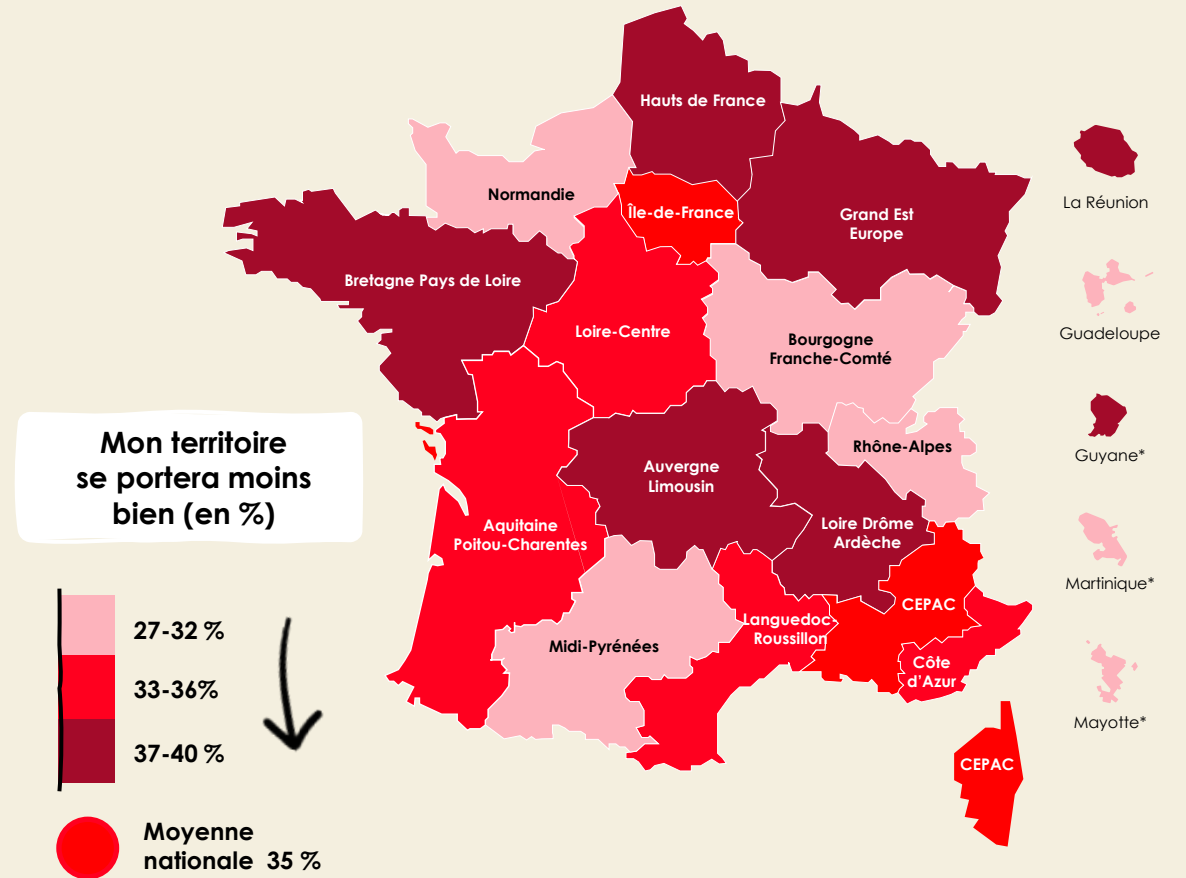 Hauts de France
Normandie
Île-de-France
Grand Est
Europe
Bretagne Pays de Loire
Loire-Centre
Bourgogne
Franche-Comté
Rhône-Alpes
Auvergne
Limousin
Loire Drôme
Ardèche
Aquitaine
Poitou-Charentes
CEPAC
Languedoc-
Roussillon
Midi-Pyrénées
Côte
d'Azur
CEPAC
La Réunion
Guadeloupe
Guyane*
Martinique*
Mayotte*
Mon territoire
se portera moins
bien (en %)
27-32 %
33-36%
37-40 %
Moyenne
nationale 35 %